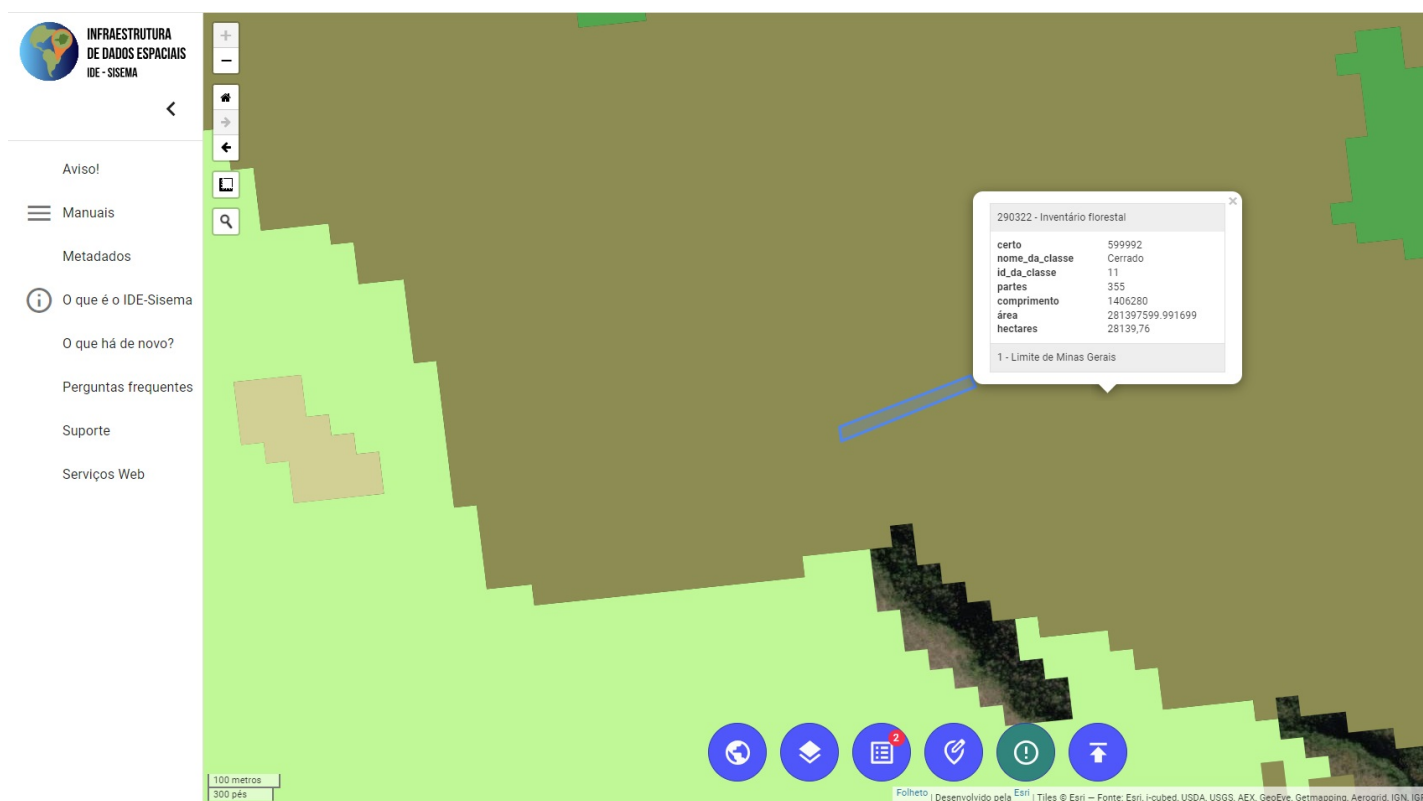 INFRAESTRUTURA
DE DADOS ESPACIAIS
IDE - SISEMA
Aviso!
Manuais
Metadados
O que é o IDE-Sisema
O que há de novo?
Perguntas frequentes
Suporte
Serviços Web
290322 - Inventário florestal
certo 599992
nome_da_classe Cerrado
id_da_classe 11
partes 355
comprimento 1406280
área 281397599.991699
hectares 28139,76
1 - Limite de Minas Gerais
2
100 metros
300 pés
Folheto | Desenvolvido pela Esri | Tiles © Esri — Fonte: Esri, i-cubed, USDA, USGS, AEX, GeoEye, Getmapping, Aerogrid, IGN, IGP